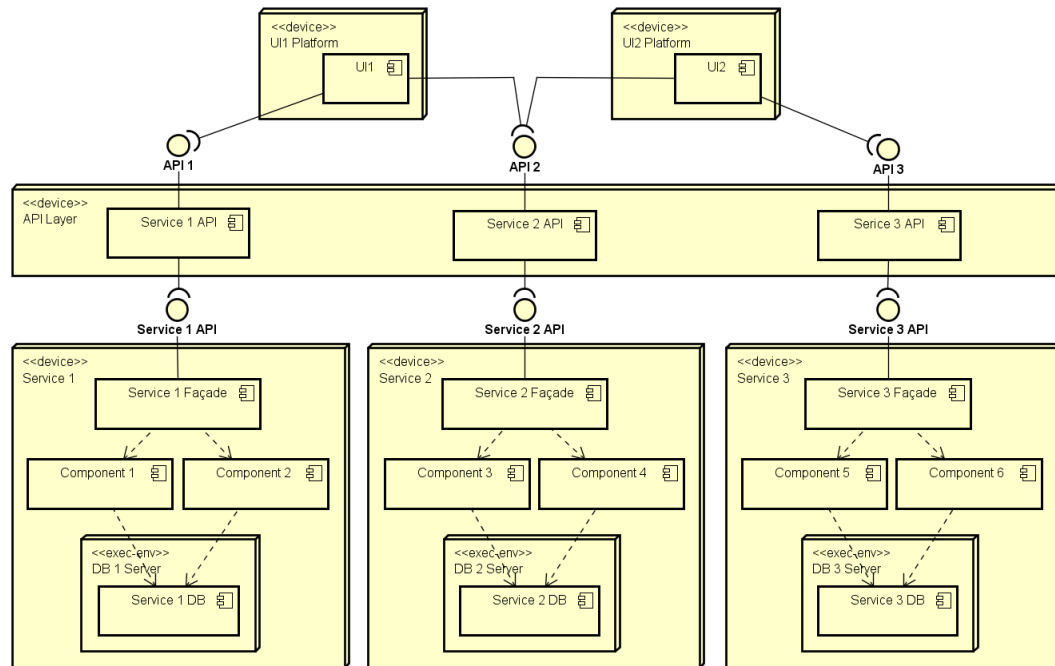 <<device>>
UI1 Platform
UI1
<<device>>
UI2 Platform
UI2
API 1
API 2
API 3
<<device>>
API Layer
Service 1 API
Service 2 API
Serice 3 API
Service 1 API
Service 2 API
Service 3 API
<<device>>
Service 1
Service 1 Façade
Component 1
Component 2
<<exec-env>>
DB 1 Server
Service 1 DB
<<device>>
Service 2
Service 2 Façade
Component 3
Component 4
<<exec-env>>
DB 2 Server
Service 2 DB
<<device>>
Service 3
Service 3 Façade
Component 5
Component 6
<<exec-env>>
DB 3 Server
Service 3 DB